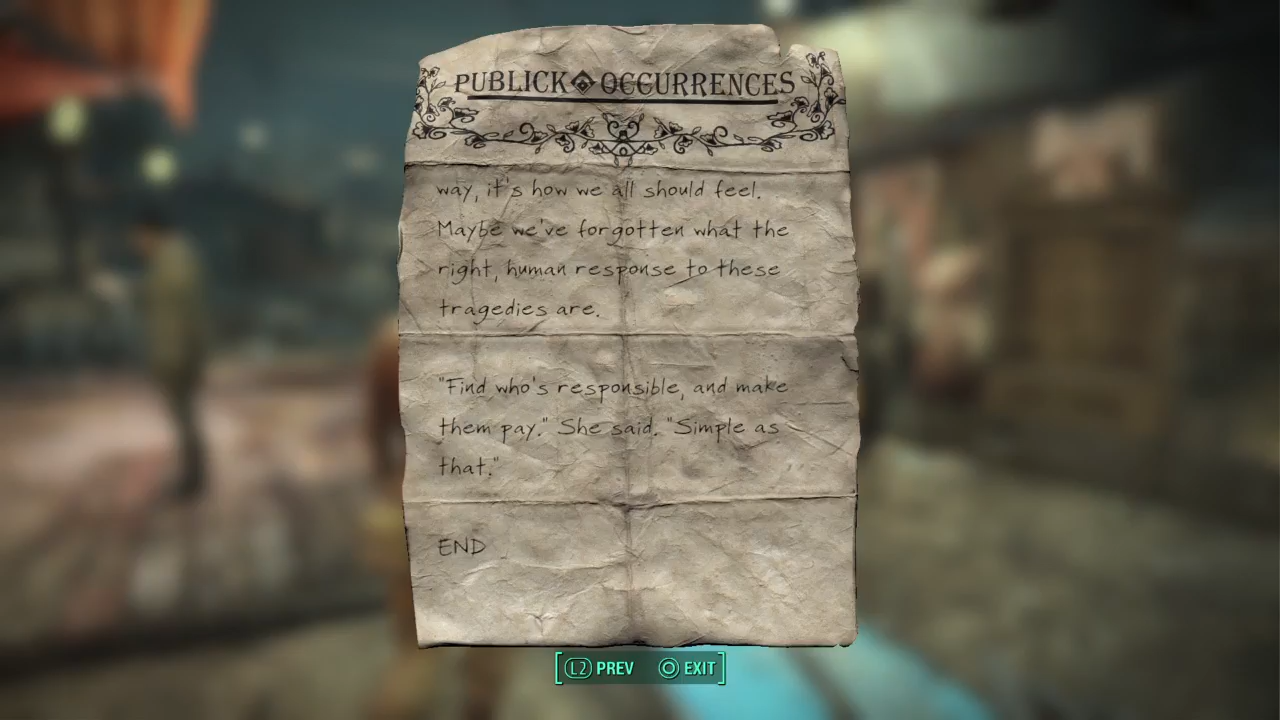 PUBLICK OCCURRENCES
way, it's how we all should feel.
Maybe we've forgotten what the
right, human response to these
tragedies are.
"Find who's responsible, and make
them pay." She said. "Simple as
that."
END
L2 PREV EXIT